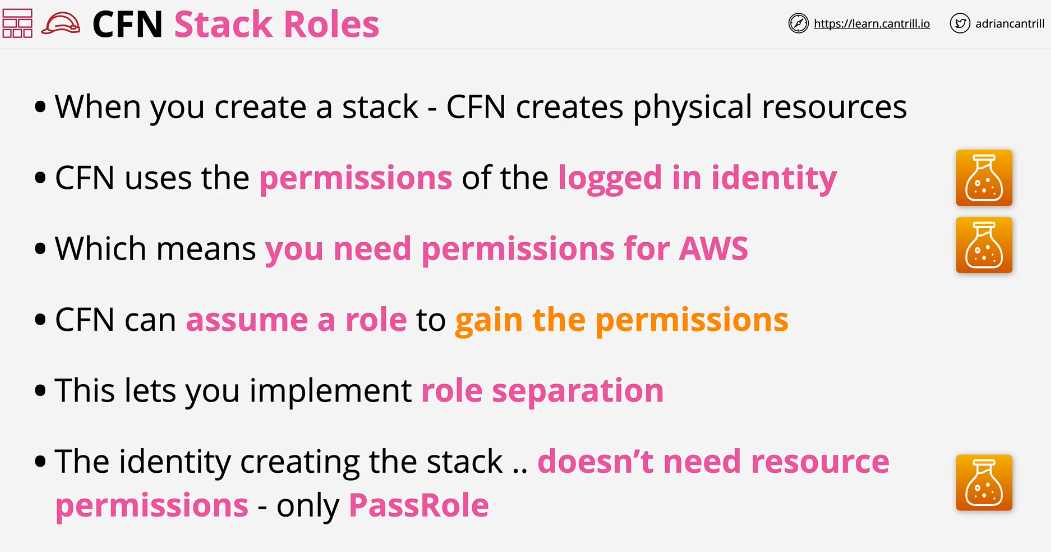 CFN Stack Roles
https://learn.cantrill.io
adriancantrill
• When you create a stack - CFN creates physical resources
• CFN uses the permissions of the logged in identity
• Which means you need permissions for AWS
• CFN can assume a role to gain the permissions
• This lets you implement role separation
• The identity creating the stack .. doesn’t need resource
permissions - only PassRole